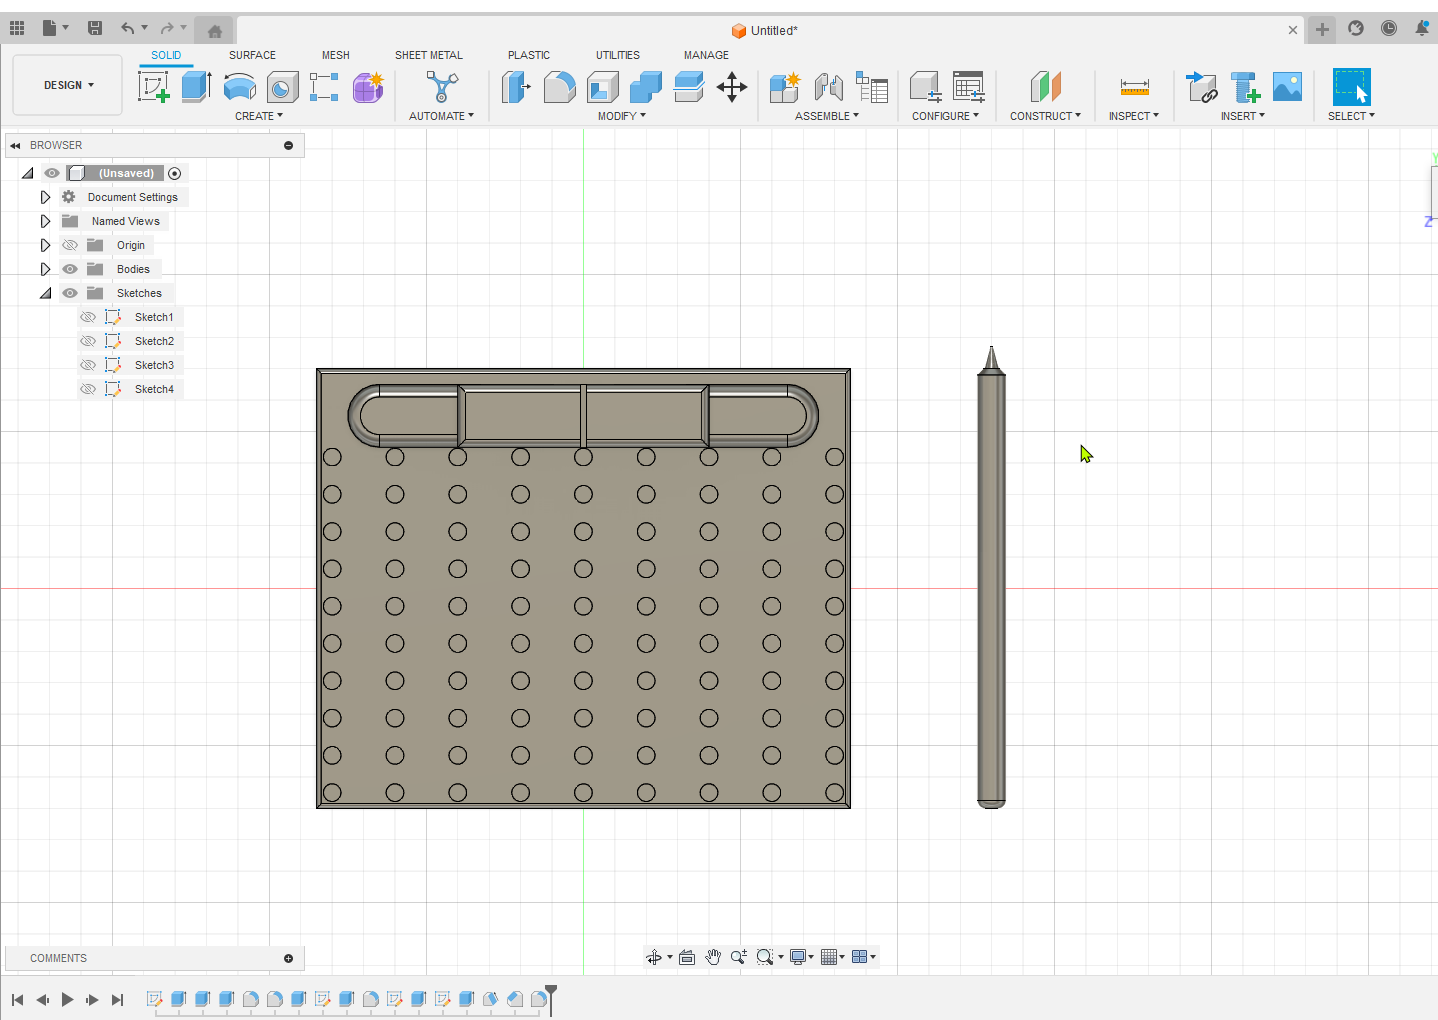 Untitled*
SOLID SURFACE MESH SHEET METAL PLASTIC UTILITIES MANAGE
DESIGN
CREATE AUTOMATE MODIFY ASSEMBLE CONFIGURE CONSTRUCT INSPECT INSERT SELECT
BROWSER
(Unsaved)
Document Settings
Named Views
Origin
Bodies
Sketches
Sketch1
Sketch2
Sketch3
Sketch4
Y
Z
COMMENTS